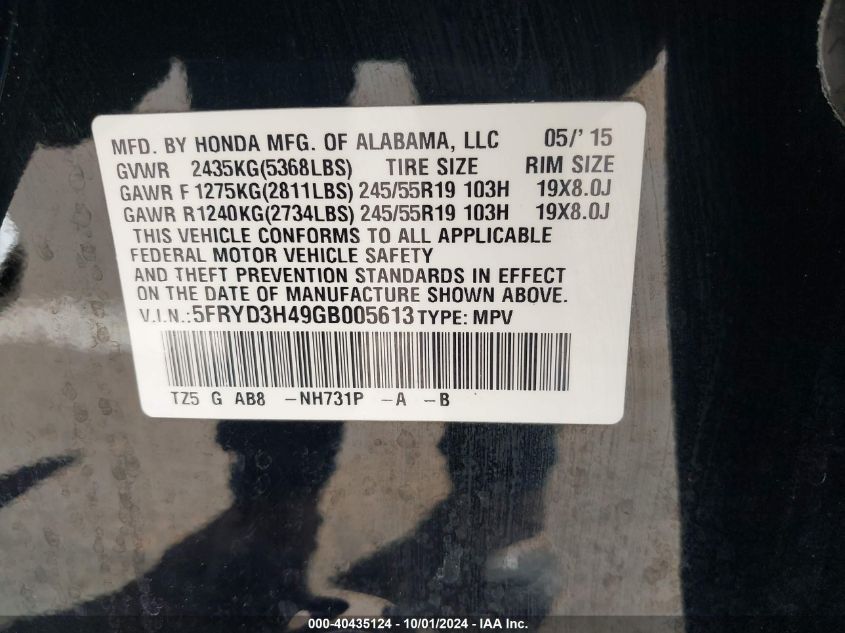 MFD. BY HONDA MFG. OF ALABAMA, LLC 05/' 15
GVWR 2435KG(5368LBS) TIRE SIZE RIM SIZE
GAWR F 1275KG(2811LBS) 245/55R19 103H 19X8.0J
GAWR R1240KG(2734LBS) 245/55R19 103H 19X8.0J
THIS VEHICLE CONFORMS TO ALL APPLICABLE
FEDERAL MOTOR VEHICLE SAFETY
AND THEFT PREVENTION STANDARDS IN EFFECT
ON THE DATE OF MANUFACTURE SHOWN ABOVE.
V.I.N.:5FRYD3H49GB005613 TYPE: MPV
TZ5 G AB8 -NH731P -A -B
000-40435124 - 10/01/2024 - IAA Inc.